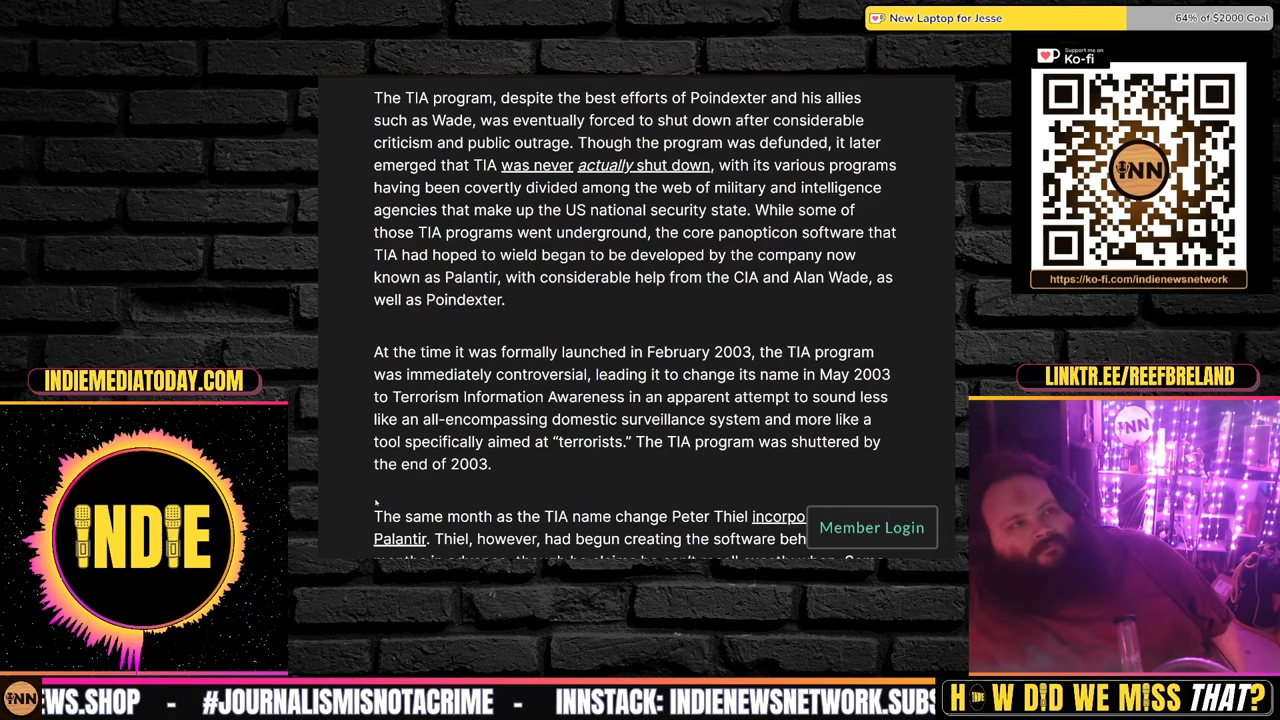 New Laptop for Jesse
64% of $2000 Goal
Support me on
Ko-fi
iNN
https://ko-fi.com/indienewsnetwork
The TIA program, despite the best efforts of Poindexter and his allies
such as Wade, was eventually forced to shut down after considerable
criticism and public outrage. Though the program was defunded, it later
emerged that TIA was never actually shut down, with its various programs
having been covertly divided among the web of military and intelligence
agencies that make up the US national security state. While some of
those TIA programs went underground, the core panopticon software that
TIA had hoped to wield began to be developed by the company now
known as Palantir, with considerable help from the CIA and Alan Wade, as
well as Poindexter.
At the time it was formally launched in February 2003, the TIA program
was immediately controversial, leading it to change its name in May 2003
to Terrorism Information Awareness in an apparent attempt to sound less
like an all-encompassing domestic surveillance system and more like a
tool specifically aimed at “terrorists.” The TIA program was shuttered by
the end of 2003.
The same month as the TIA name change Peter Thiel incorpo
Palantir. Thiel, however, had begun creating the software beh
Member Login
INDIEMEDIATODAY.COM
INDIE
LINKTR.EE/REEFBRELAND
iNN
iNN
EWS.SHOP - #JOURNALISMISNOTACRIME - INNSTACK: INDIENEWSNETWORK.SUBS
HOW DID WE MISS THAT?